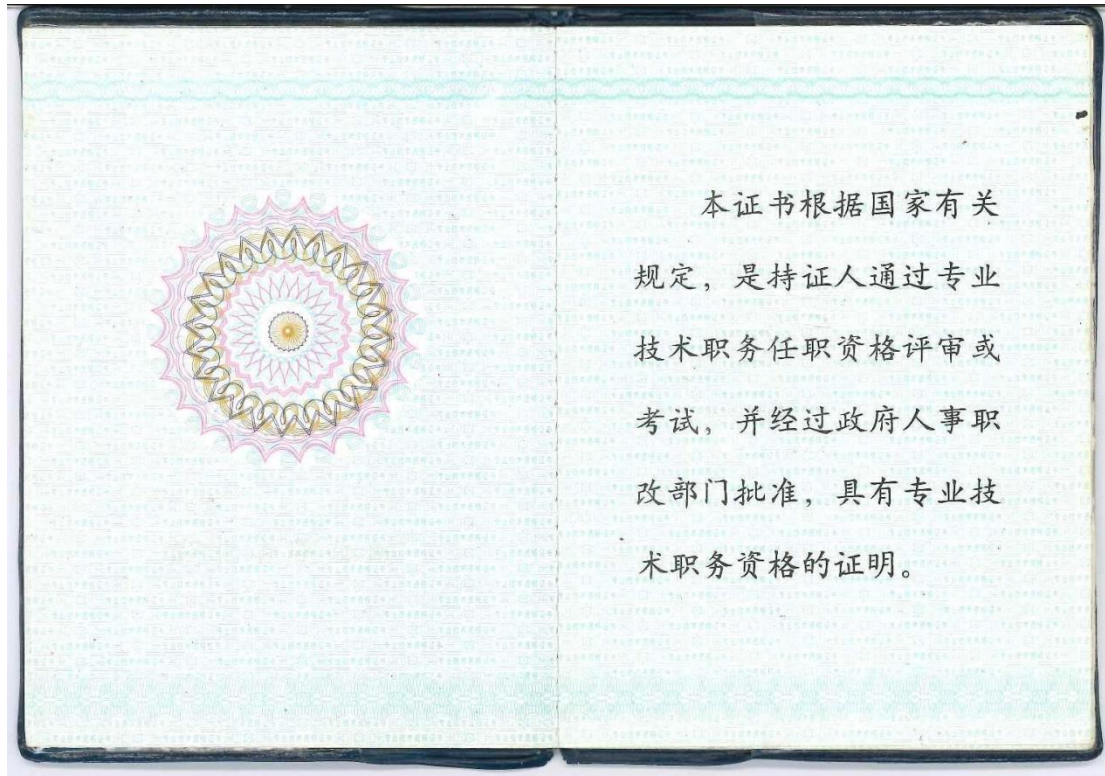 本证书根据国家有关
规定，是持证人通过专业
技术职务任职资格评审或
考试，并经过政府人事职
改部门批准，具有专业技
术职务资格的证明。